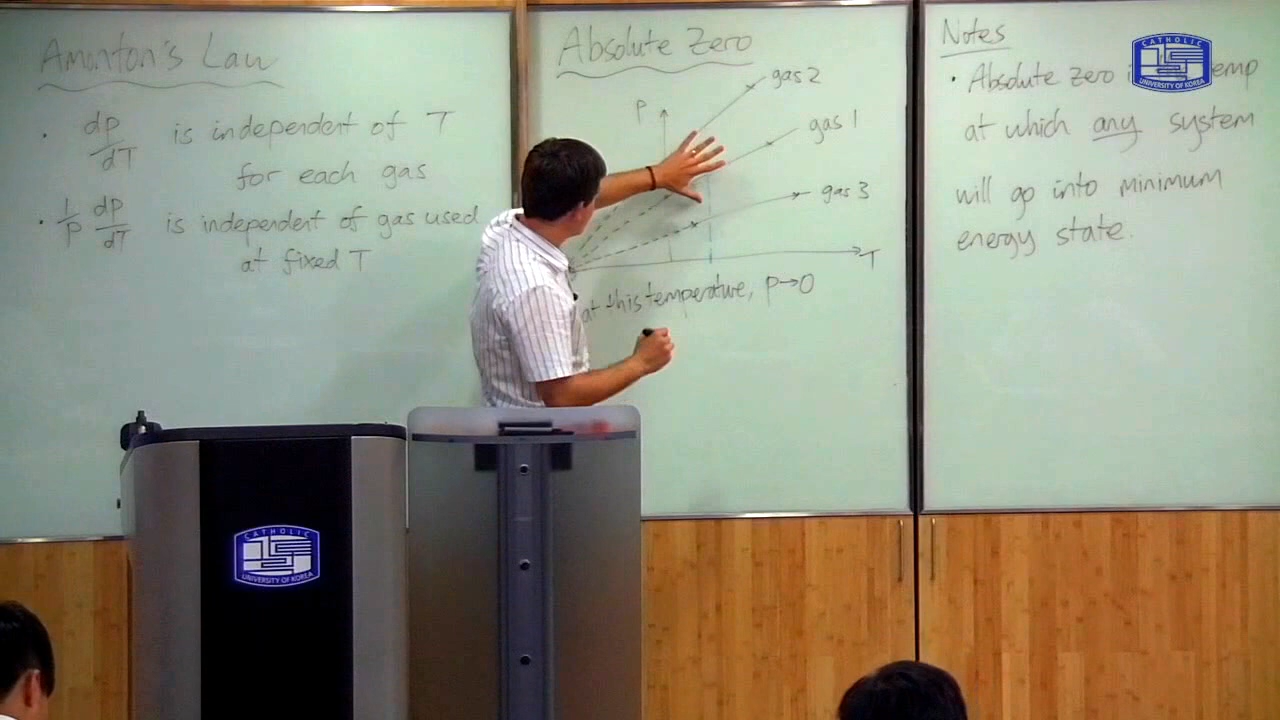 Amonton's Law
· dp/dT is independent of T
for each gas
· 1/p dp/dT is independent of gas used
at fixed T
Absolute Zero
P
gas 2
gas 1
gas 3
T
at this temperature, p→0
Notes
· Absolute zero emp
at which any system
will go into minimum
energy state.
CATHOLIC
UNIVERSITY OF KOREA
CATHOLIC
UNIVERSITY OF KOREA